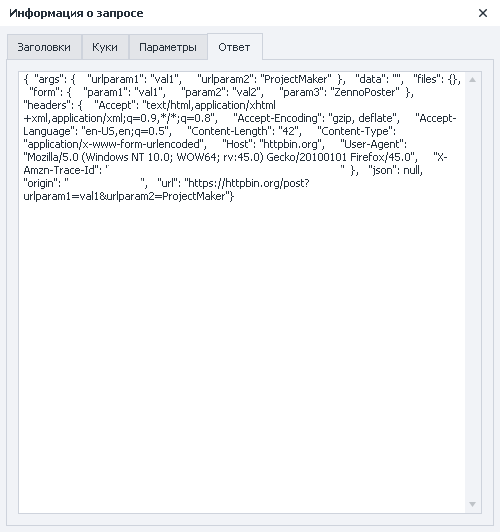 Информация о запросе
Заголовки Куки Параметры Ответ
{ "args": { "urlparam1": "val1", "urlparam2": "ProjectMaker" }, "data": "", "files": {},
"form": { "param1": "val1", "param2": "val2", "param3": "ZennoPoster" },
"headers": { "Accept": "text/html,application/xhtml
+xml,application/xml;q=0.9,*/*;q=0.8", "Accept-Encoding": "gzip, deflate", "Accept-
Language": "en-US,en;q=0.5", "Content-Length": "42", "Content-Type":
"application/x-www-form-urlencoded", "Host": "httpbin.org", "User-Agent":
"Mozilla/5.0 (Windows NT 10.0; WOW64; rv:45.0) Gecko/20100101 Firefox/45.0", "X-
Amzn-Trace-Id": " " }, "json": null,
"origin": " ", "url": "https://httpbin.org/post?
urlparam1=val1&urlparam2=ProjectMaker"}